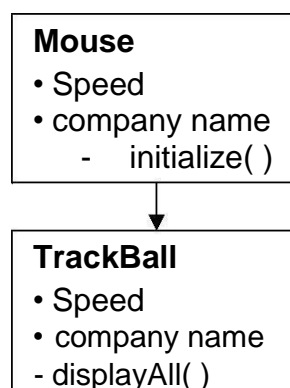 Mouse
• Speed
• company name
- initialize( )
TrackBall
• Speed
• company name
- displayAll( )